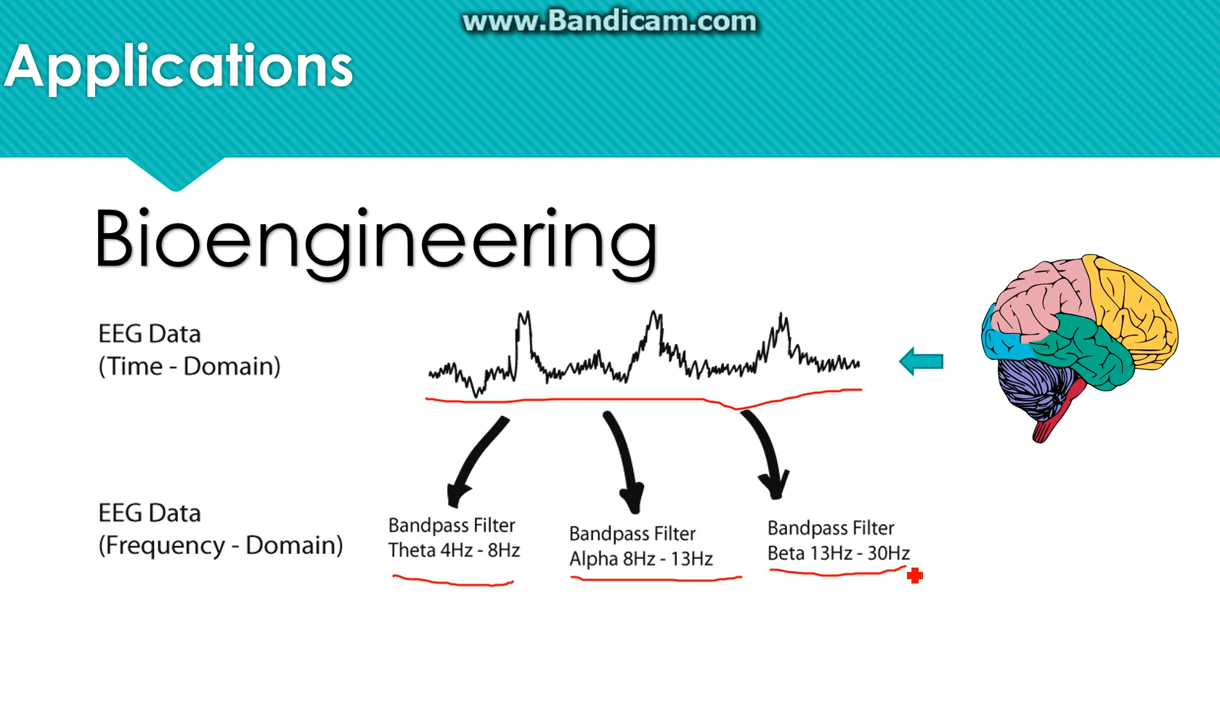 www.Bandicam.com
Applications
Bioengineering
EEG Data
(Time - Domain)
EEG Data
(Frequency - Domain)
Bandpass Filter
Theta 4Hz - 8Hz
Bandpass Filter
Alpha 8Hz - 13Hz
Bandpass Filter
Beta 13Hz - 30Hz